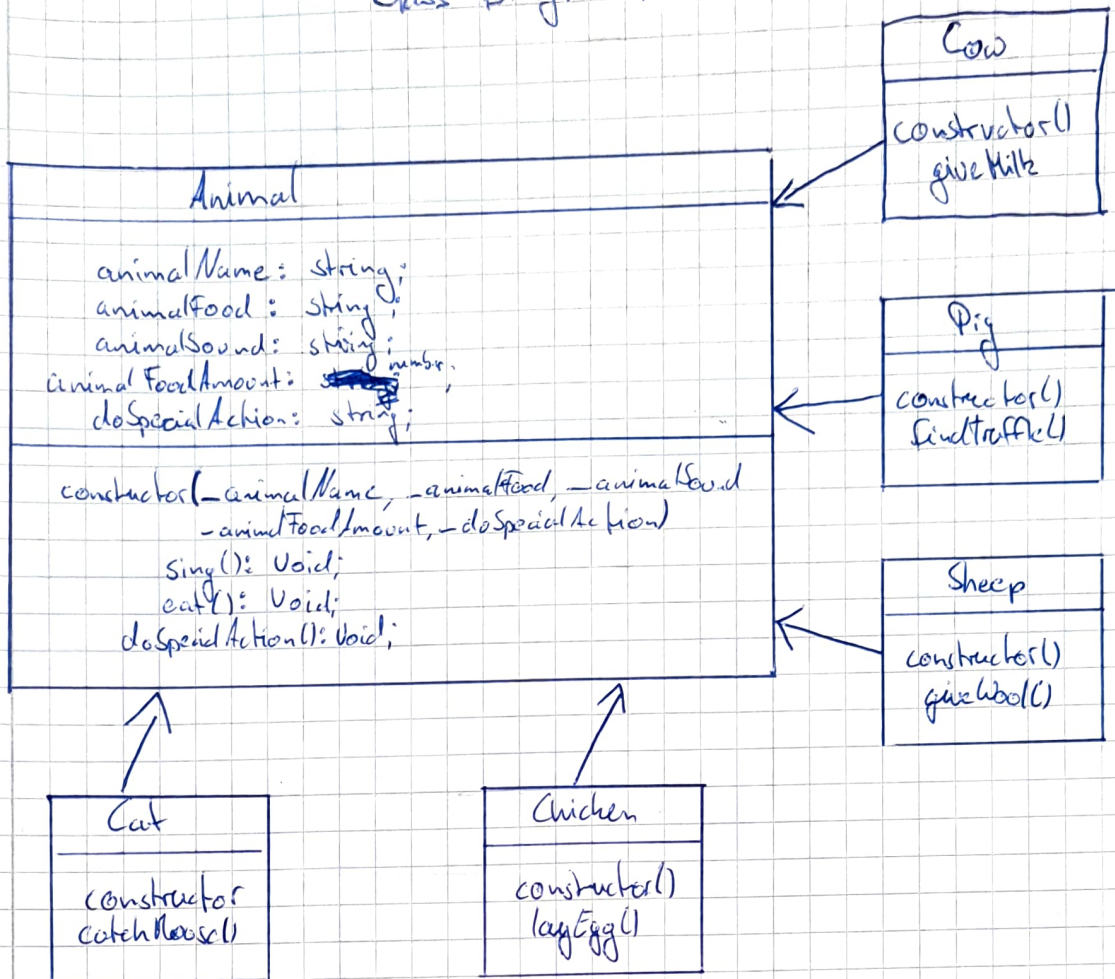 Class
Cow
constructor()
giveMilk
Animal
animalName: string;
animalFood: string;
animalSound: string;
animalFoodAmount: number;
doSpecialAction: string;
constructor(_animalName, _animalFood, _animalSound
_animalFoodAmount, _doSpecialAction)
sing(): Void;
eat(): Void;
doSpecialAction(): Void;
Pig
constructor()
findtruffle()
Sheep
constructor()
giveWool()
Cat
constructor
catchMouse()
Chicken
constructor()
layEgg()